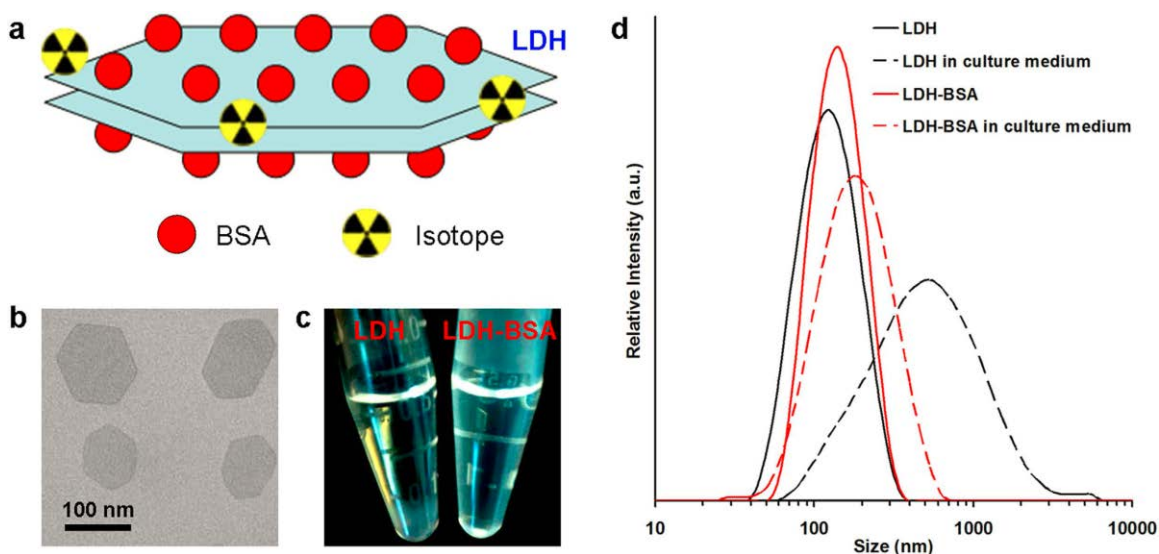 a
LDH
BSA
Isotope
b
100 nm
c
LDH
LDH-BSA
d
LDH
LDH in culture medium
LDH-BSA
LDH-BSA in culture medium
Relative Intensity (a.u.)
10
100
1000
10000
Size (nm)